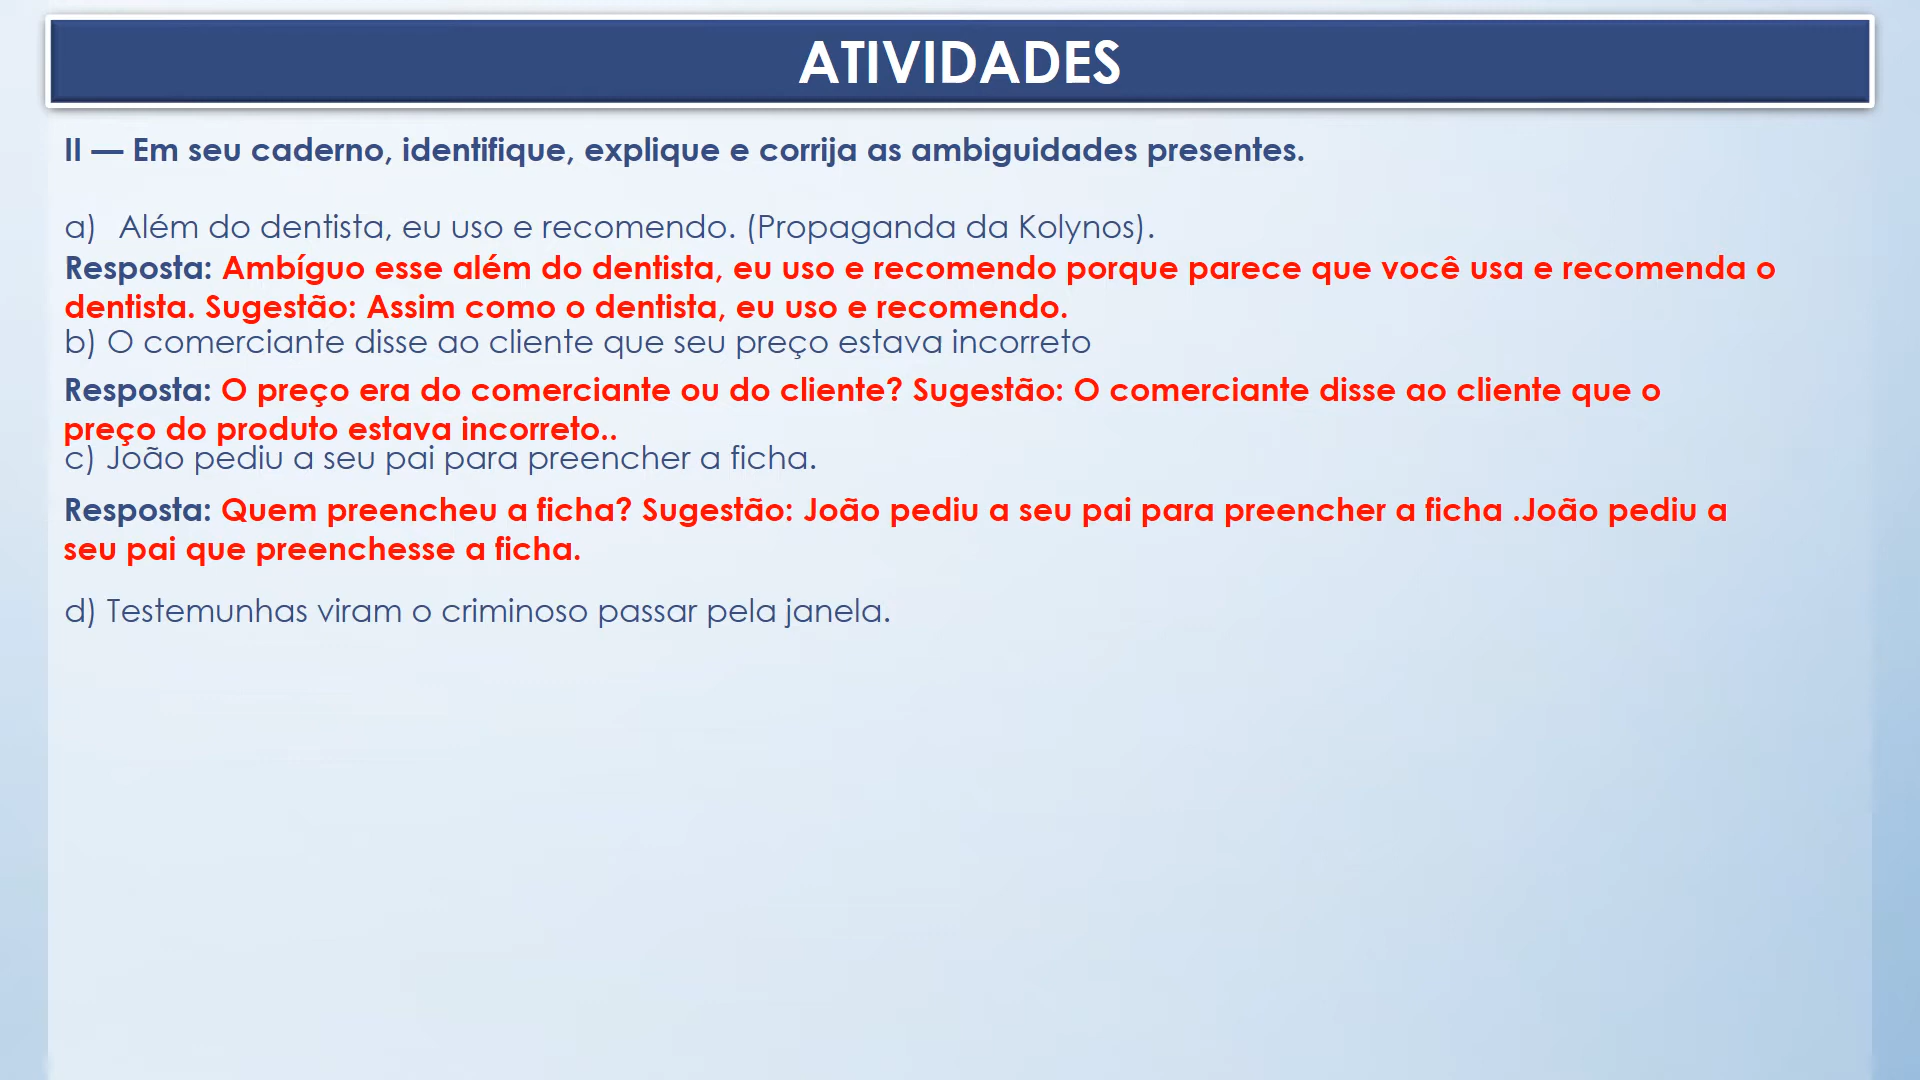 ATIVIDADES
II — Em seu caderno, identifique, explique e corrija as ambiguidades presentes.
a) Além do dentista, eu uso e recomendo. (Propaganda da Kolynos).
Resposta: Ambíguo esse além do dentista, eu uso e recomendo porque parece que você usa e recomenda o
dentista. Sugestão: Assim como o dentista, eu uso e recomendo.
b) O comerciante disse ao cliente que seu preço estava incorreto
Resposta: O preço era do comerciante ou do cliente? Sugestão: O comerciante disse ao cliente que o
preço do produto estava incorreto..
c) João pediu a seu pai para preencher a ficha.
Resposta: Quem preencheu a ficha? Sugestão: João pediu a seu pai para preencher a ficha .João pediu a
seu pai que preenchesse a ficha.
d) Testemunhas viram o criminoso passar pela janela.